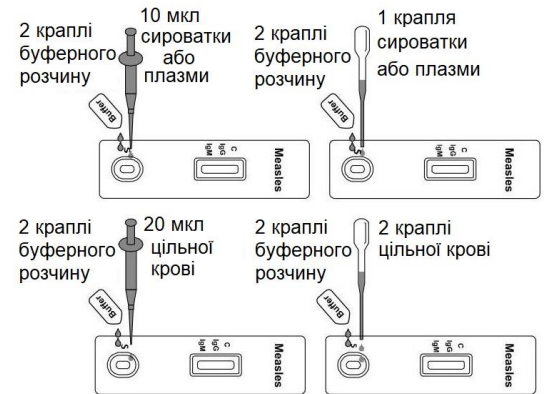 2 краплі
буферного
розчину
10 мкл
сироватки
або
плазми
Buffer
S
C
IgG
IgM
Measles
2 краплі
буферного
розчину
1 крапля
сироватки
або плазми
Buffer
S
C
IgG
IgM
Measles
2 краплі
буферного
розчину
20 мкл
цільної
крові
Buffer
S
C
IgG
IgM
Measles
2 краплі
буферного
розчину
2 краплі
цільної крові
Buffer
S
C
IgG
IgM
Measles